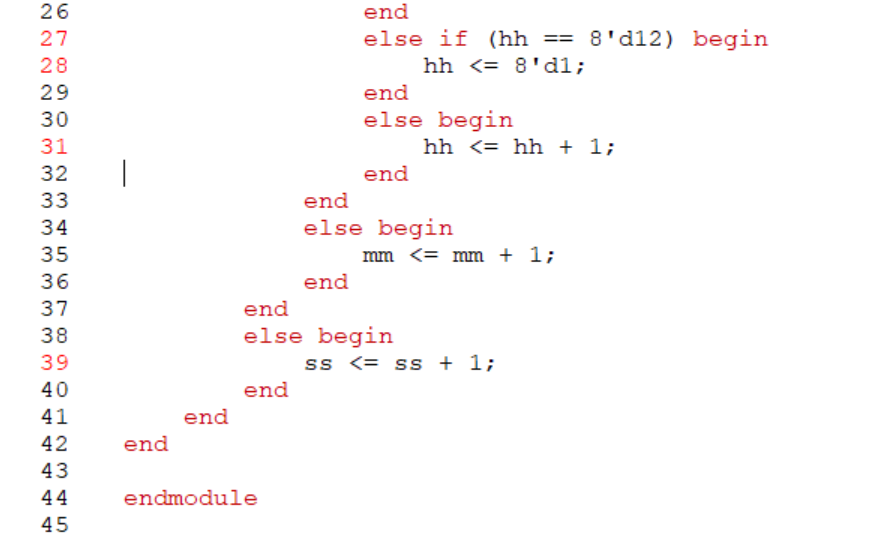 26                    end
27                    else if (hh == 8'd12) begin
28                        hh <= 8'd1;
29                    end
30                    else begin
31                        hh <= hh + 1;
32                    end
33                end
34                else begin
35                    mm <= mm + 1;
36                end
37            end
38            else begin
39                ss <= ss + 1;
40            end
41        end
42    end
43
44    endmodule
45